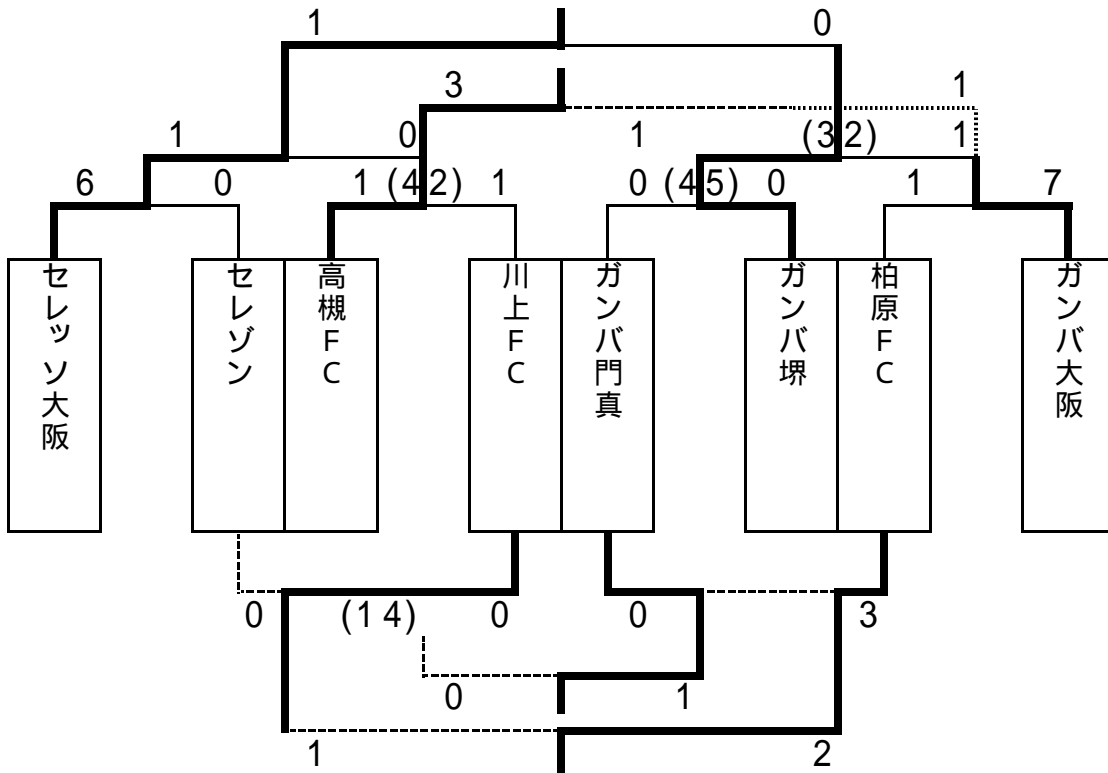 1 0
3 1
1 0 1 (3 2) 1
6 0 1 (4 2) 1 0 (4 5) 0 1 7
セレッソ大阪
セレゾン
高槻FC
川上FC
ガンバ門真
ガンバ堺
柏原FC
ガンバ大阪
0 (1 4) 0 0 3
0 1
1 2